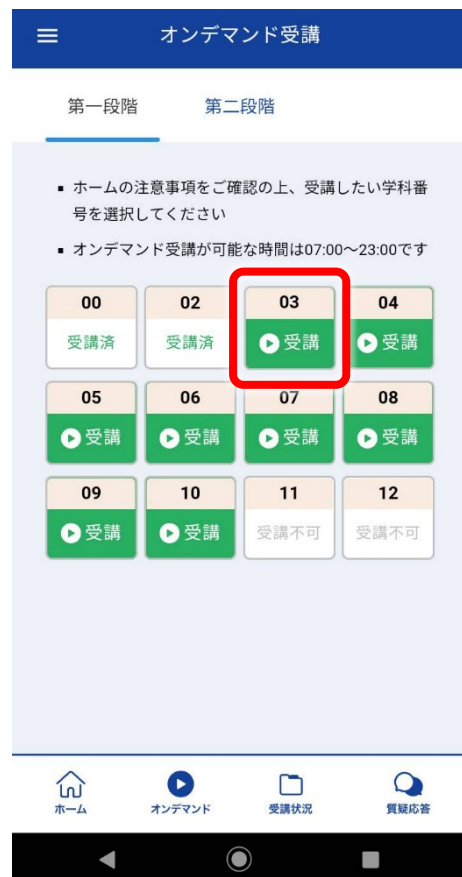 オンデマンド受講
第一段階 第二段階
▪ ホームの注意事項をご確認の上、受講したい学科番
号を選択してください
▪ オンデマンド受講が可能な時間は07:00～23:00です
00 02 03 04
受講済 受講済 受講 受講
05 06 07 08
受講 受講 受講 受講
09 10 11 12
受講 受講 受講不可 受講不可
ホーム オンデマンド 受講状況 質疑応答